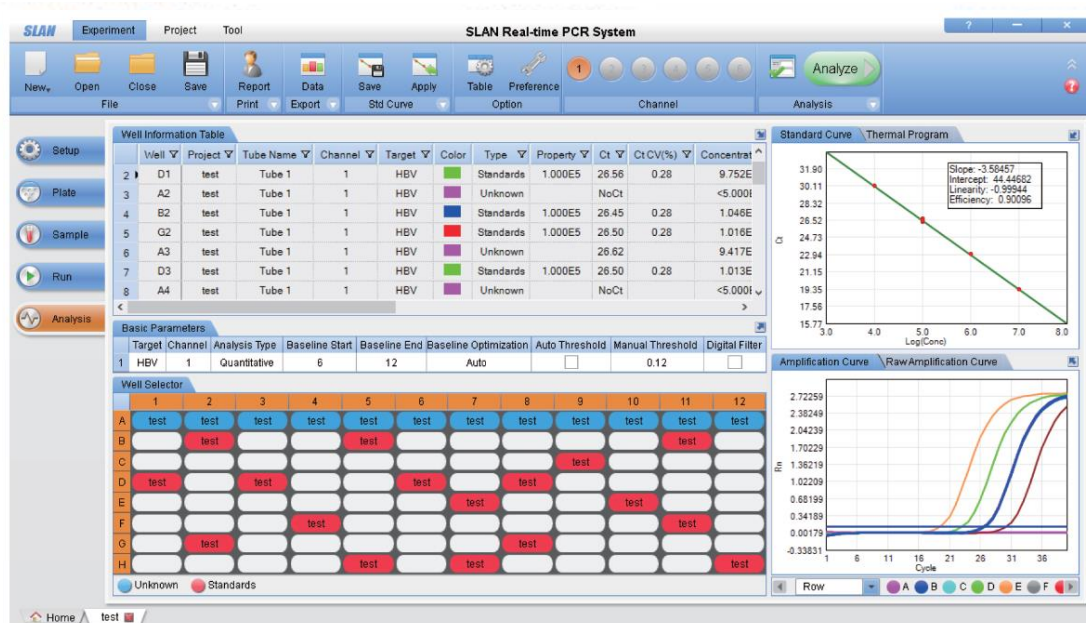 SLAN Experiment Project Tool SLAN Real-time PCR System ? — ×
New Open Close Save Report Data Save Apply Table Preference 1 2 3 4 5 6 Analyze
File Print Export Std Curve Option Channel Analysis
Setup
Plate
Sample
Run
Analysis
Well Information Table
Well Project Tube Name Channel Target Color Type Property Ct Ct CV(%) Concentrat
2 D1 test Tube 1 1 HBV Standards 1.000E5 26.56 0.28 9.752E
3 A2 test Tube 1 1 HBV Unknown NoCt <5.000E
4 B2 test Tube 1 1 HBV Standards 1.000E5 26.45 0.28 1.046E
5 G2 test Tube 1 1 HBV Standards 1.000E5 26.50 0.28 1.016E
6 A3 test Tube 1 1 HBV Unknown 26.62 9.417E
7 D3 test Tube 1 1 HBV Standards 1.000E5 26.50 0.28 1.013E
8 A4 test Tube 1 1 HBV Unknown NoCt <5.000E
Basic Parameters
Target Channel Analysis Type Baseline Start Baseline End Baseline Optimization Auto Threshold Manual Threshold Digital Filter
1 HBV 1 Quantitative 6 12 Auto 0.12
Well Selector
1 2 3 4 5 6 7 8 9 10 11 12
A test test test test test test test test test test test test
B test test test
C test
D test test test test
E test test
F test test
G test test
H test test test
Unknown Standards
Standard Curve Thermal Program
Slope: -3.58457
Intercept: 44.44682
Linearity: -0.99944
Efficiency: 0.90096
31.90
30.11
28.32
26.52
24.73
22.94
21.15
19.35
17.56
15.77
Ct
3.0 4.0 5.0 6.0 7.0 8.0
Log(Conc)
Amplification Curve Raw Amplification Curve
2.72259
2.38249
2.04239
1.70229
1.36219
1.02209
0.68199
0.34189
0.00179
-0.33831
Rn
1 6 11 16 21 26 31 36
Cycle
Row A B C D E F
Home test